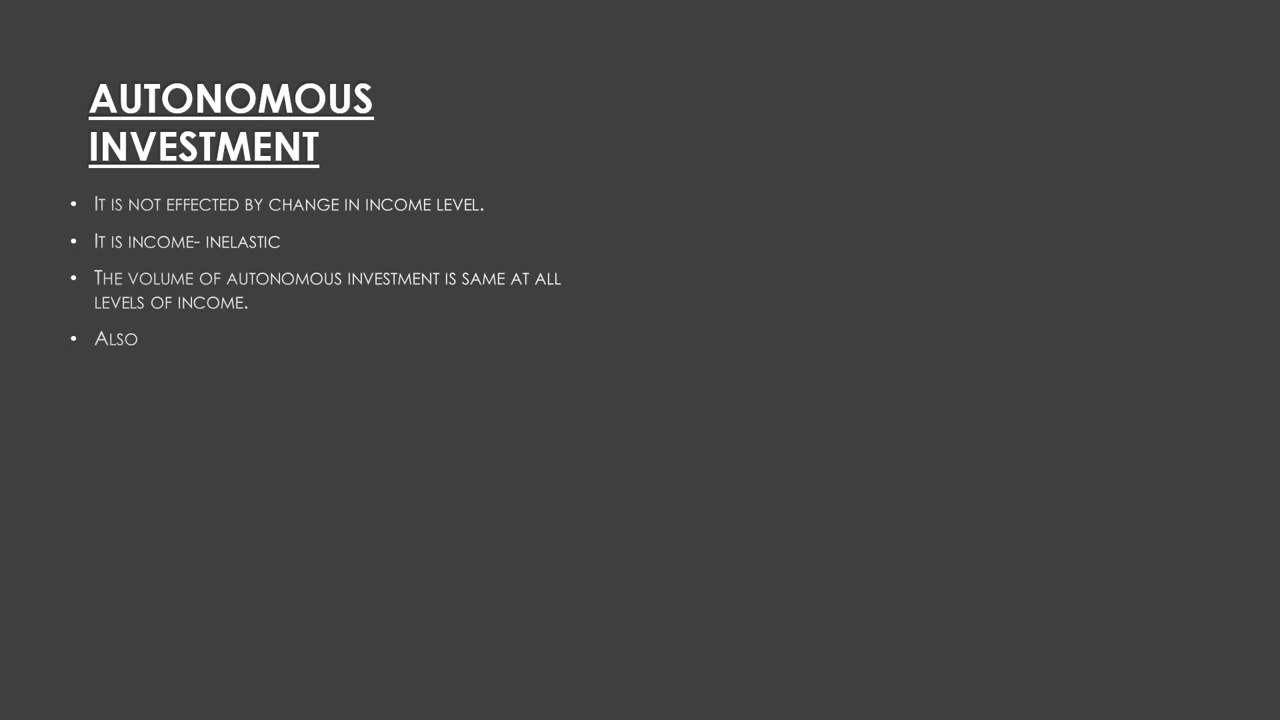 AUTONOMOUS
INVESTMENT
• It is not effected by change in income level.
• It is income- inelastic
• The volume of autonomous investment is same at all
levels of income.
• Also